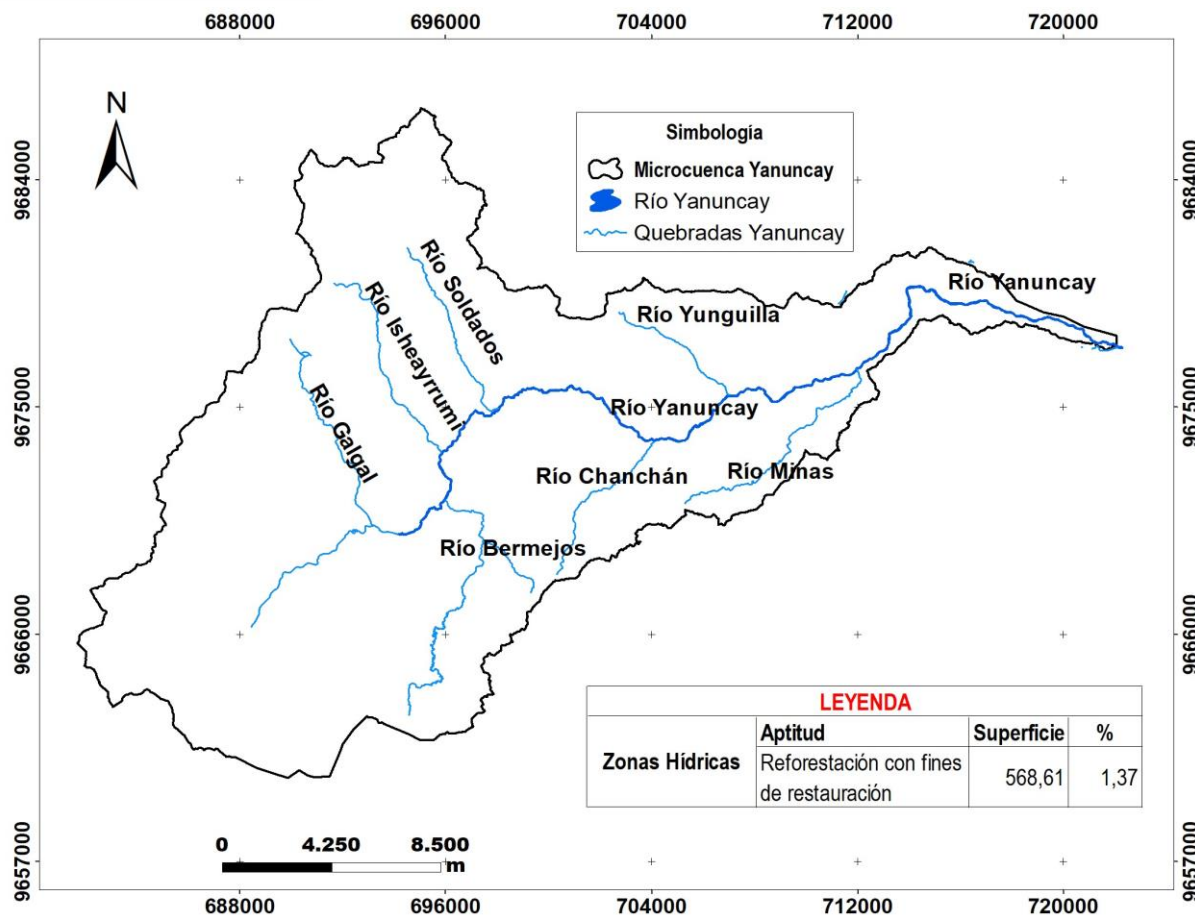 688000 696000 704000 712000 720000
N
Simbología
Microcuenca Yanuncay
Río Yanuncay
Quebradas Yanuncay
9684000
9684000
Río Soldados
Río Isheayrrumi
Río Galgal
Río Yunguilla
Río Yanuncay
9675000
9675000
Río Yanuncay
Río Chanchán
Río Minas
Río Bermejos
9666000
9666000
LEYENDA
Zonas Hídricas
Aptitud Superficie %
Reforestación con fines
de restauración
568,61 1,37
0 4.250 8.500
m
9657000
9657000
688000 696000 704000 712000 720000